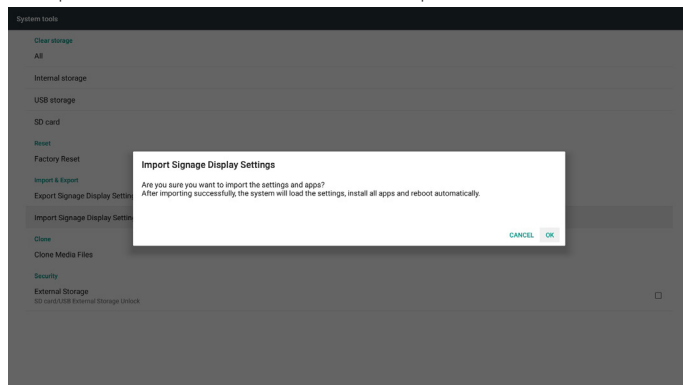 System tools
Clear storage
All
Internal storage
USB storage
SD card
Reset
Factory Reset
Import & Export
Export Signage Display Settin
Import Signage Display Settin
Clone
Clone Media Files
Security
External Storage
SD card/USB External Storage Unlock
Import Signage Display Settings
Are you sure you want to import the settings and apps?
After importing successfully, the system will load the settings, install all apps and reboot automatically.
CANCEL OK